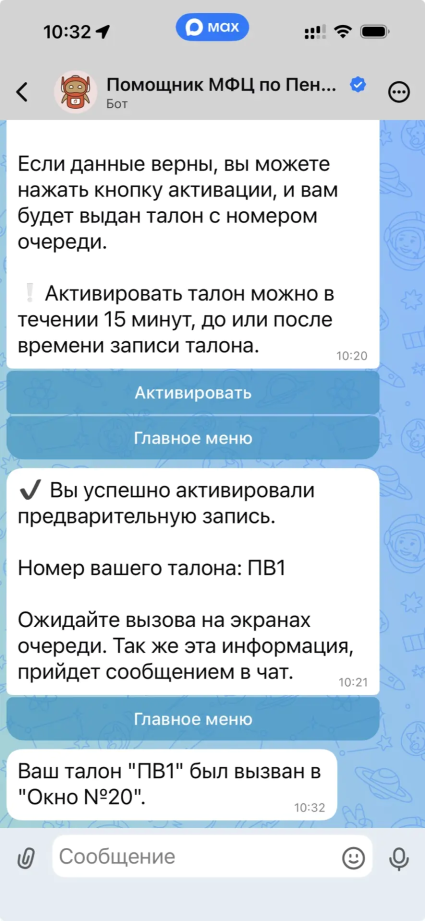 10:32
max
Помощник МФЦ по Пен...
Бот
Если данные верны, вы можете
нажать кнопку активации, и вам
будет выдан талон с номером
очереди.
❕ Активировать талон можно в
течении 15 минут, до или после
времени записи талона.
10:20
Активировать
Главное меню
✔️ Вы успешно активировали
предварительную запись.
Номер вашего талона: ПВ1
Ожидайте вызова на экранах
очереди. Так же эта информация,
прийдет сообщением в чат.
10:21
Главное меню
Ваш талон "ПВ1" был вызван в
"Окно №20".
10:32
Сообщение